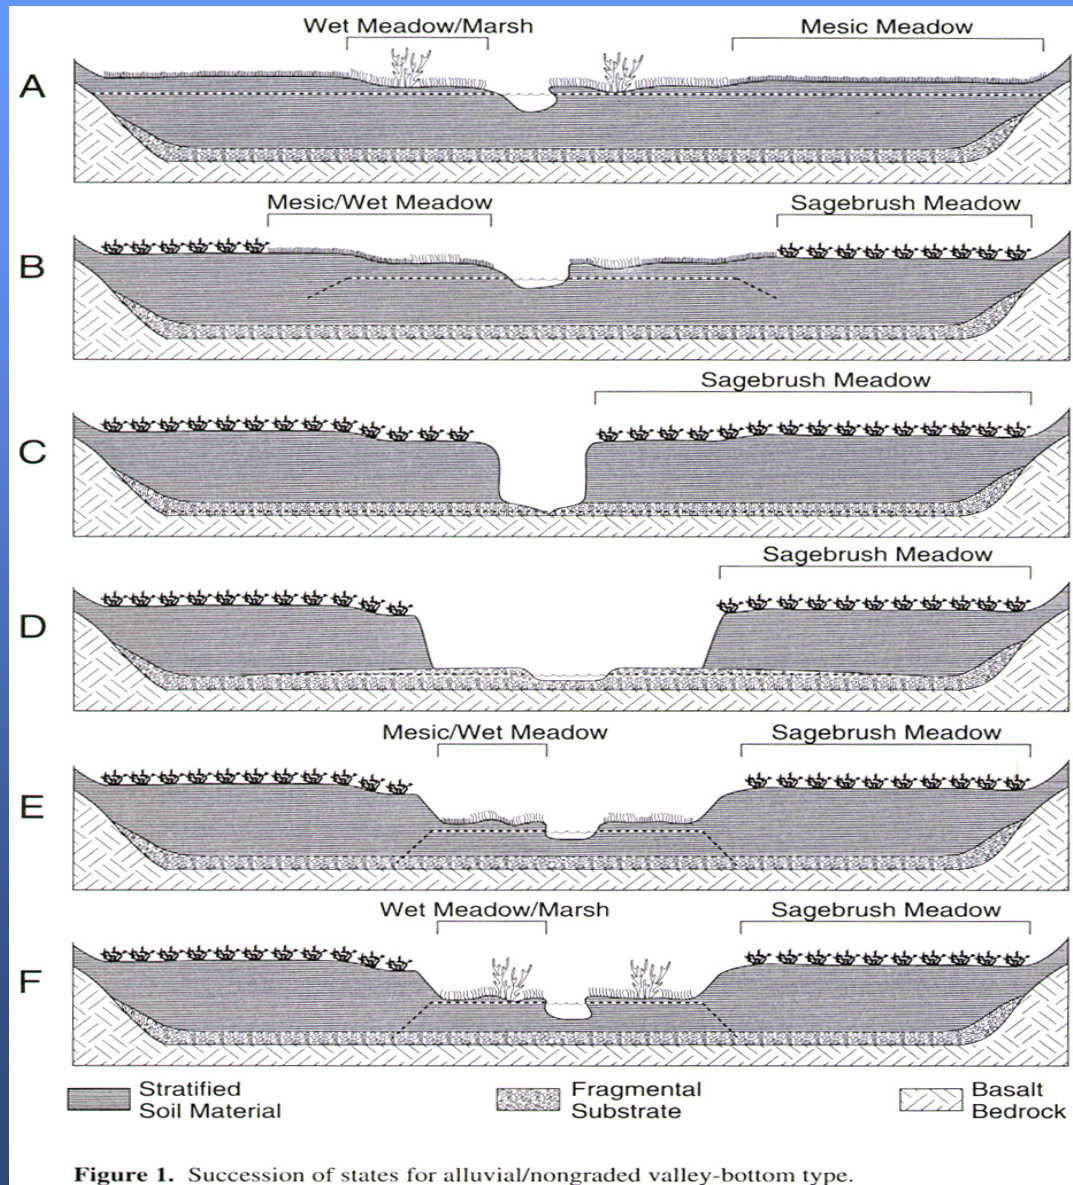 Wet Meadow/Marsh
Mesic Meadow
A
Mesic/Wet Meadow
Sagebrush Meadow
B
Sagebrush Meadow
C
Sagebrush Meadow
D
Mesic/Wet Meadow
Sagebrush Meadow
E
Wet Meadow/Marsh
Sagebrush Meadow
F
Stratified
Soil Material
Fragmental
Substrate
Basalt
Bedrock
Figure 1. Succession of states for alluvial/nongraded valley-bottom type.